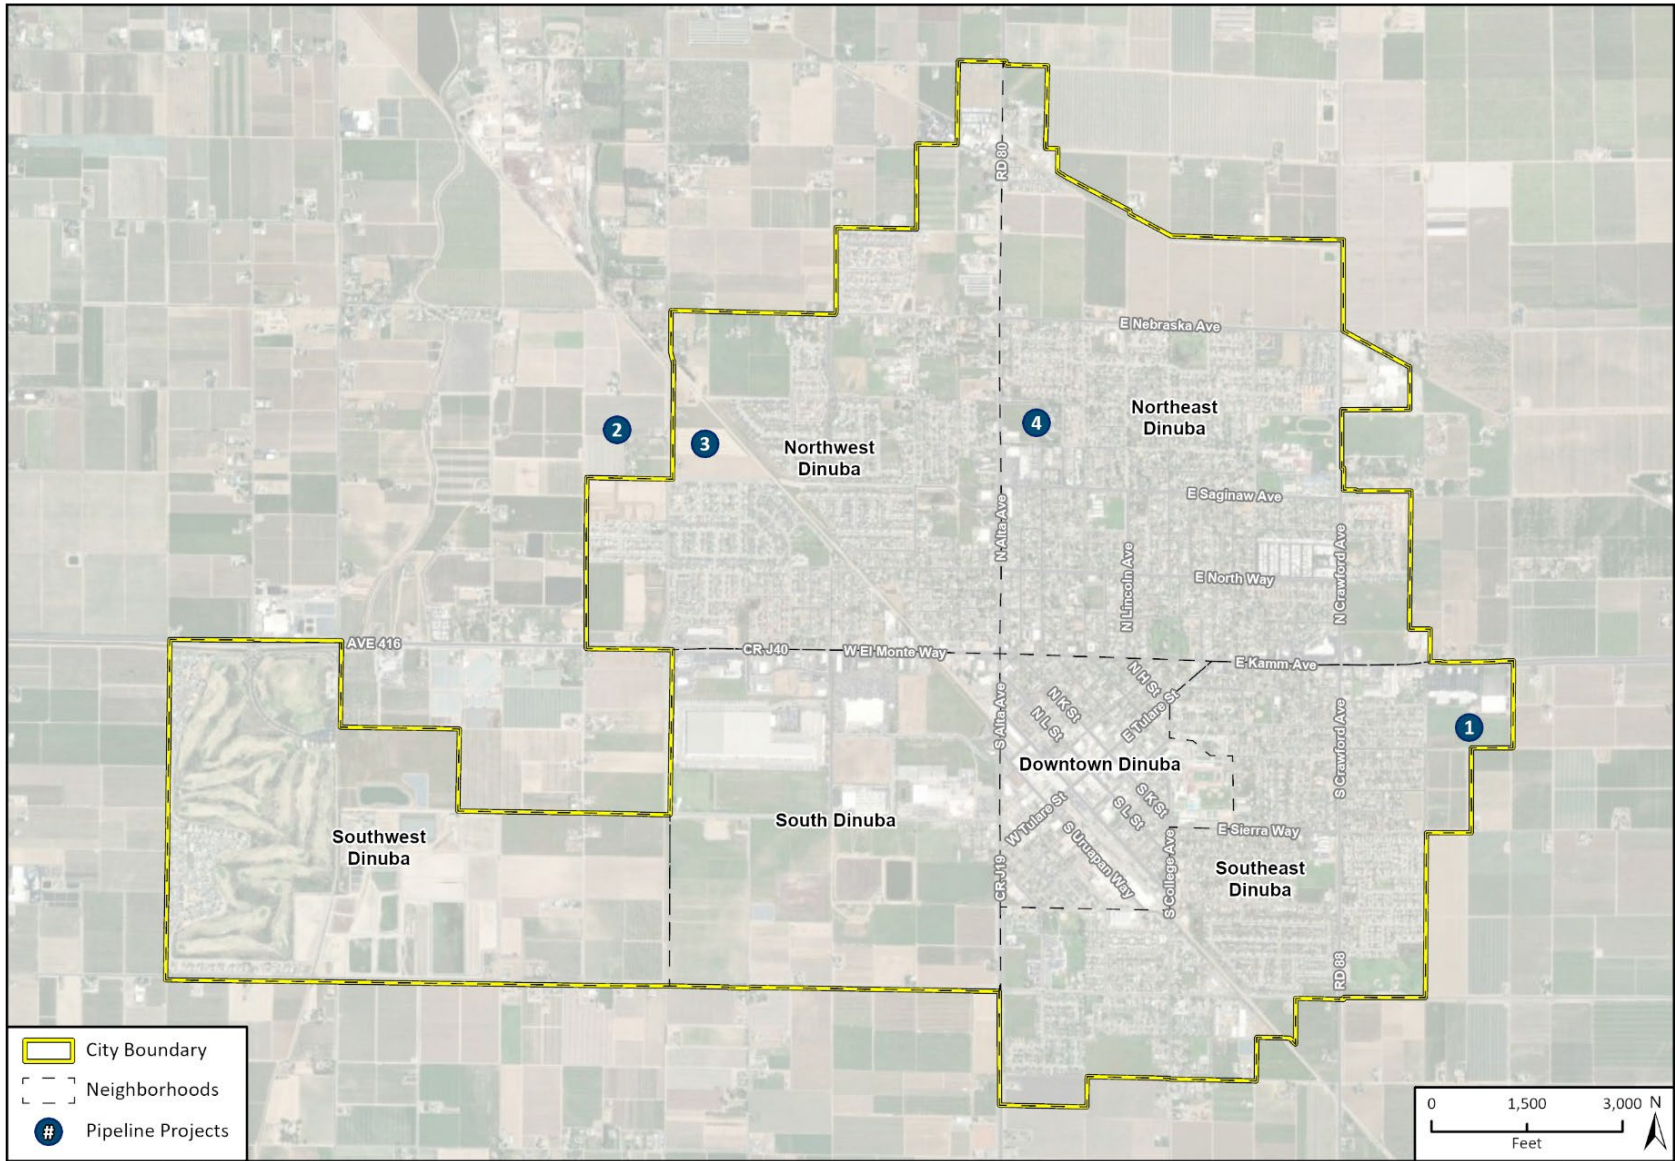 RD 80
E Nebraska Ave
Northeast
Dinuba
4
2
3
Northwest
Dinuba
E Saginaw Ave
N Alta Ave
N Lincoln Ave
N Crawford Ave
E North Way
AVE 416
CR J40
W El Monte Way
E Kamm Ave
N H St
N K St
N L St
E Tulare St
S Alta Ave
S Crawford Ave
1
Downtown Dinuba
S K St
S L St
W Tulare St
S Uruapan Way
South Dinuba
E Sierra Way
Southwest
Dinuba
CR J19
S College Ave
Southeast
Dinuba
RD 88
City Boundary
Neighborhoods
# Pipeline Projects
0 1,500 3,000 N
Feet